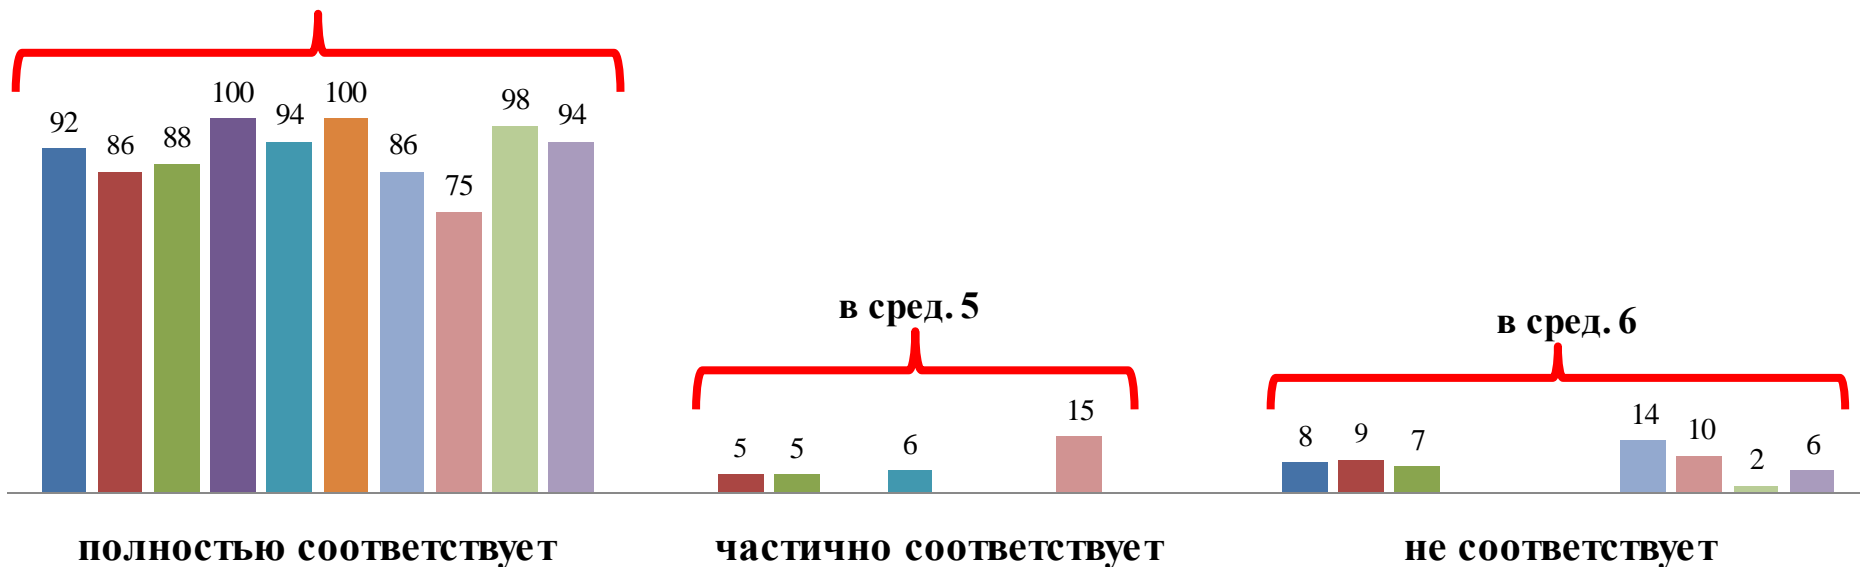 92 86 88 100 94 100 86 75 98 94
в сред. 5
5 5 6 15
в сред. 6
8 9 7 14 10 2 6
полностью соответствует
частично соответствует
не соответствует